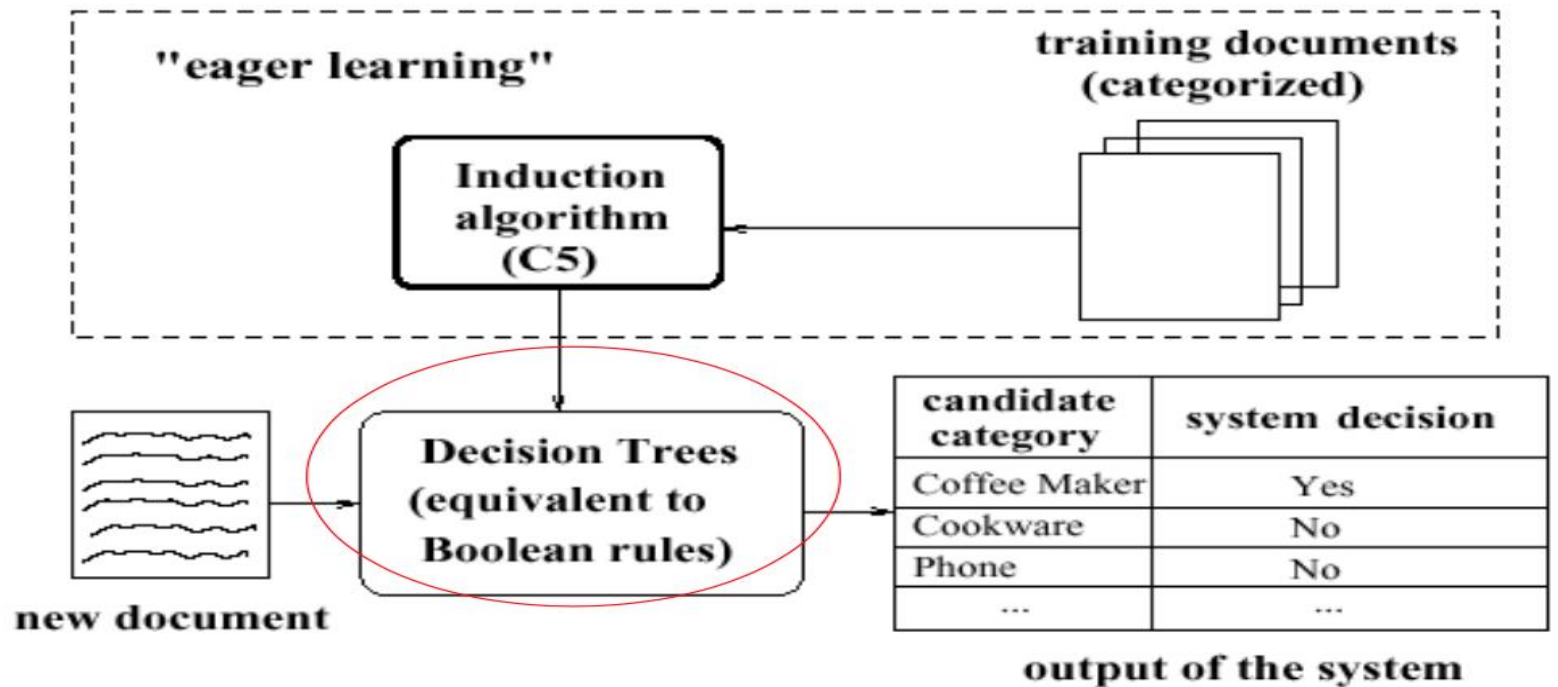 "eager learning"
training documents
(categorized)
Induction
algorithm
(C5)
Decision Trees
(equivalent to
Boolean rules)
new document
candidate category | system decision
Coffee Maker | Yes
Cookware | No
Phone | No
... | ...
output of the system